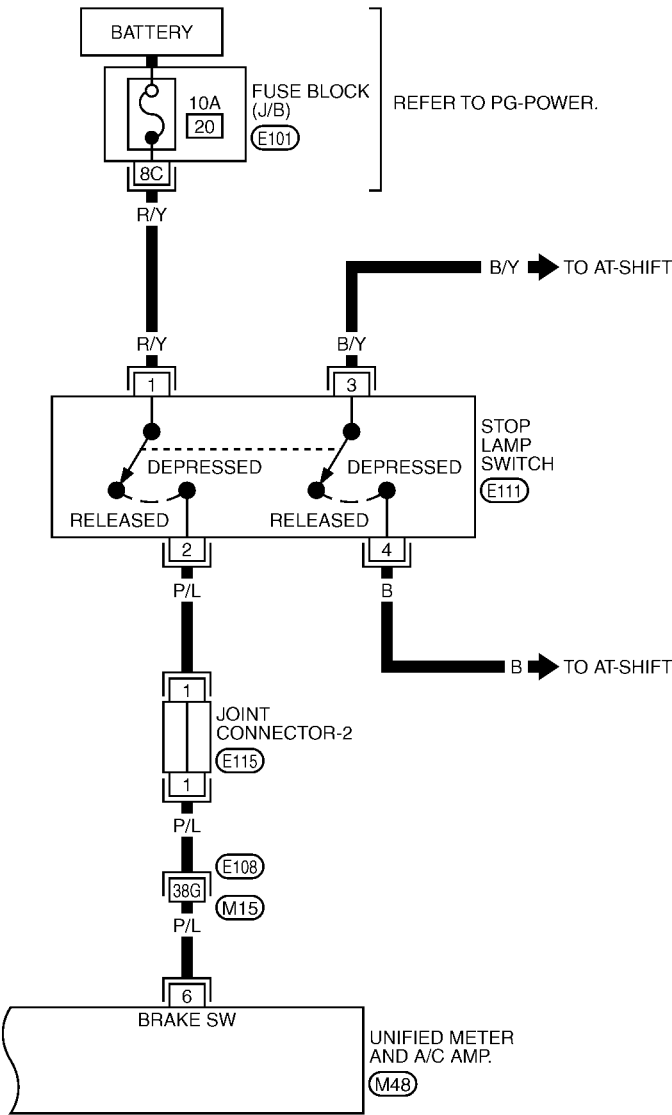 BATTERY
10A
20
FUSE BLOCK
(J/B)
E101
REFER TO PG-POWER.
8C
R/Y
B/Y
TO AT-SHIFT
R/Y
B/Y
1
3
STOP
LAMP
SWITCH
E111
DEPRESSED
DEPRESSED
RELEASED
RELEASED
2
4
P/L
B
B
TO AT-SHIFT
1
JOINT
CONNECTOR-2
E115
1
P/L
E108
38G
M15
P/L
6
BRAKE SW
UNIFIED METER
AND A/C AMP.
M48